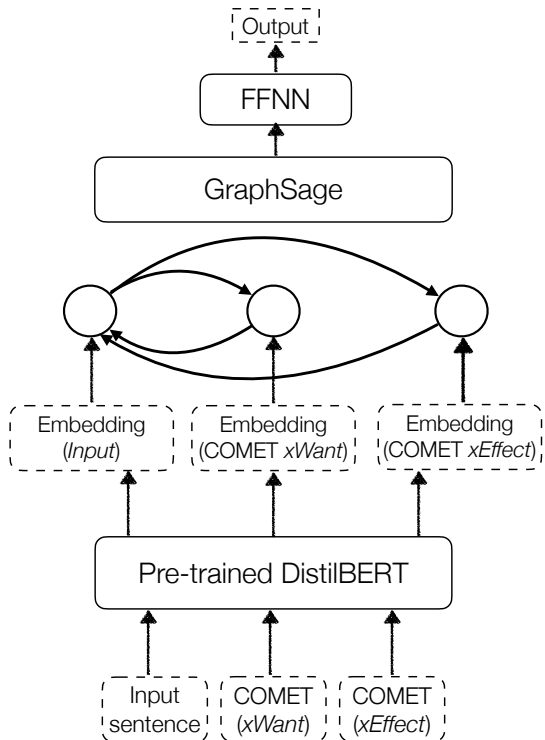 Output
FFNN
GraphSage
Embedding
(Input)
Embedding
(COMET xWant)
Embedding
(COMET xEffect)
Pre-trained DistilBERT
Input
sentence
COMET
(xWant)
COMET
(xEffect)